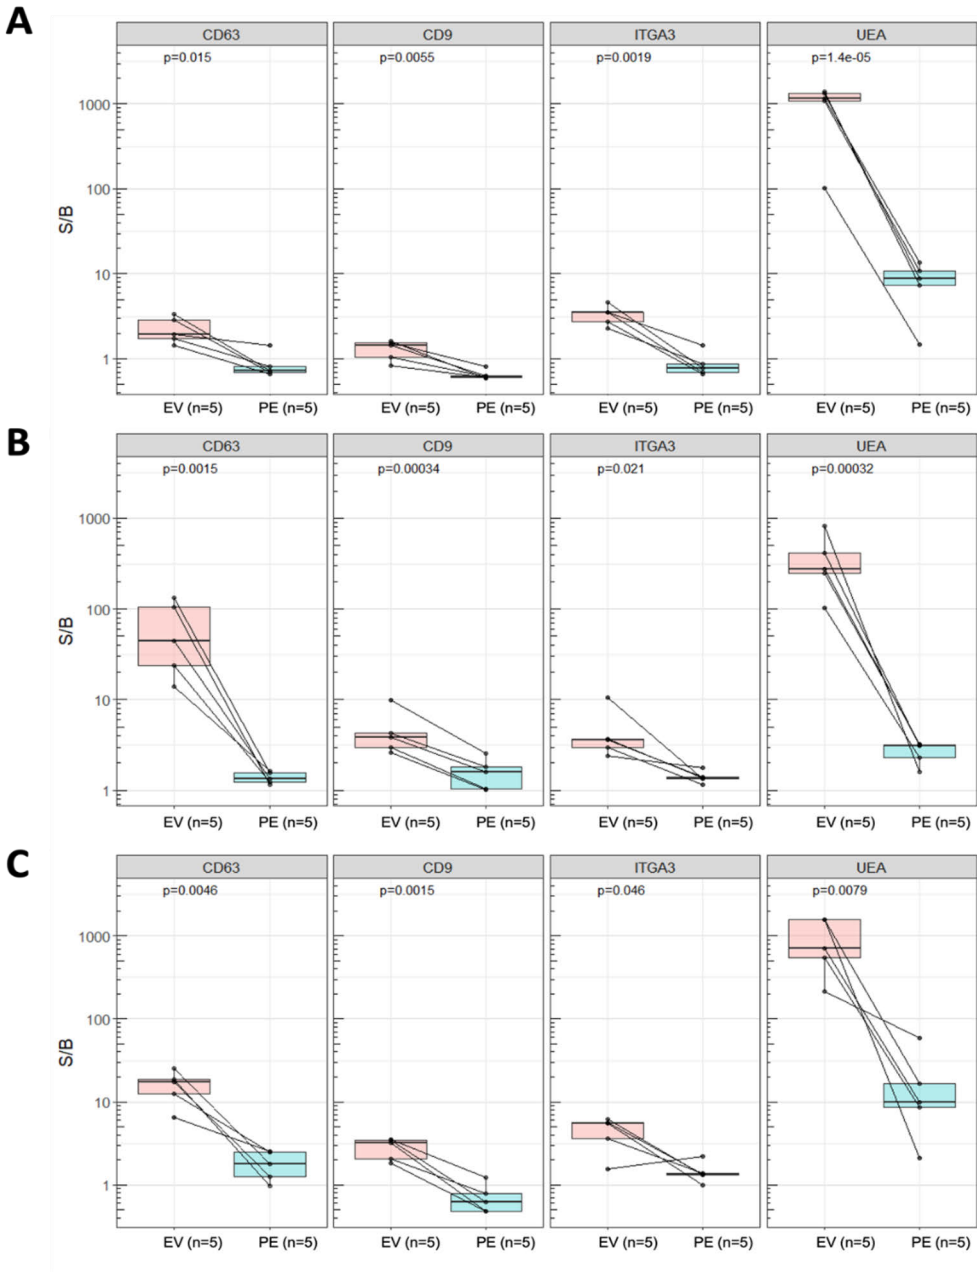 A
CD63 CD9 ITGA3 UEA
p=0.015 p=0.0055 p=0.0019 p=1.4e-05
1000
100
S/B
10
1
EV (n=5) PE (n=5) EV (n=5) PE (n=5) EV (n=5) PE (n=5) EV (n=5) PE (n=5)
B
CD63 CD9 ITGA3 UEA
p=0.0015 p=0.00034 p=0.021 p=0.00032
1000
100
S/B
10
1
EV (n=5) PE (n=5) EV (n=5) PE (n=5) EV (n=5) PE (n=5) EV (n=5) PE (n=5)
C
CD63 CD9 ITGA3 UEA
p=0.0046 p=0.0015 p=0.046 p=0.0079
1000
100
S/B
10
1
EV (n=5) PE (n=5) EV (n=5) PE (n=5) EV (n=5) PE (n=5) EV (n=5) PE (n=5)